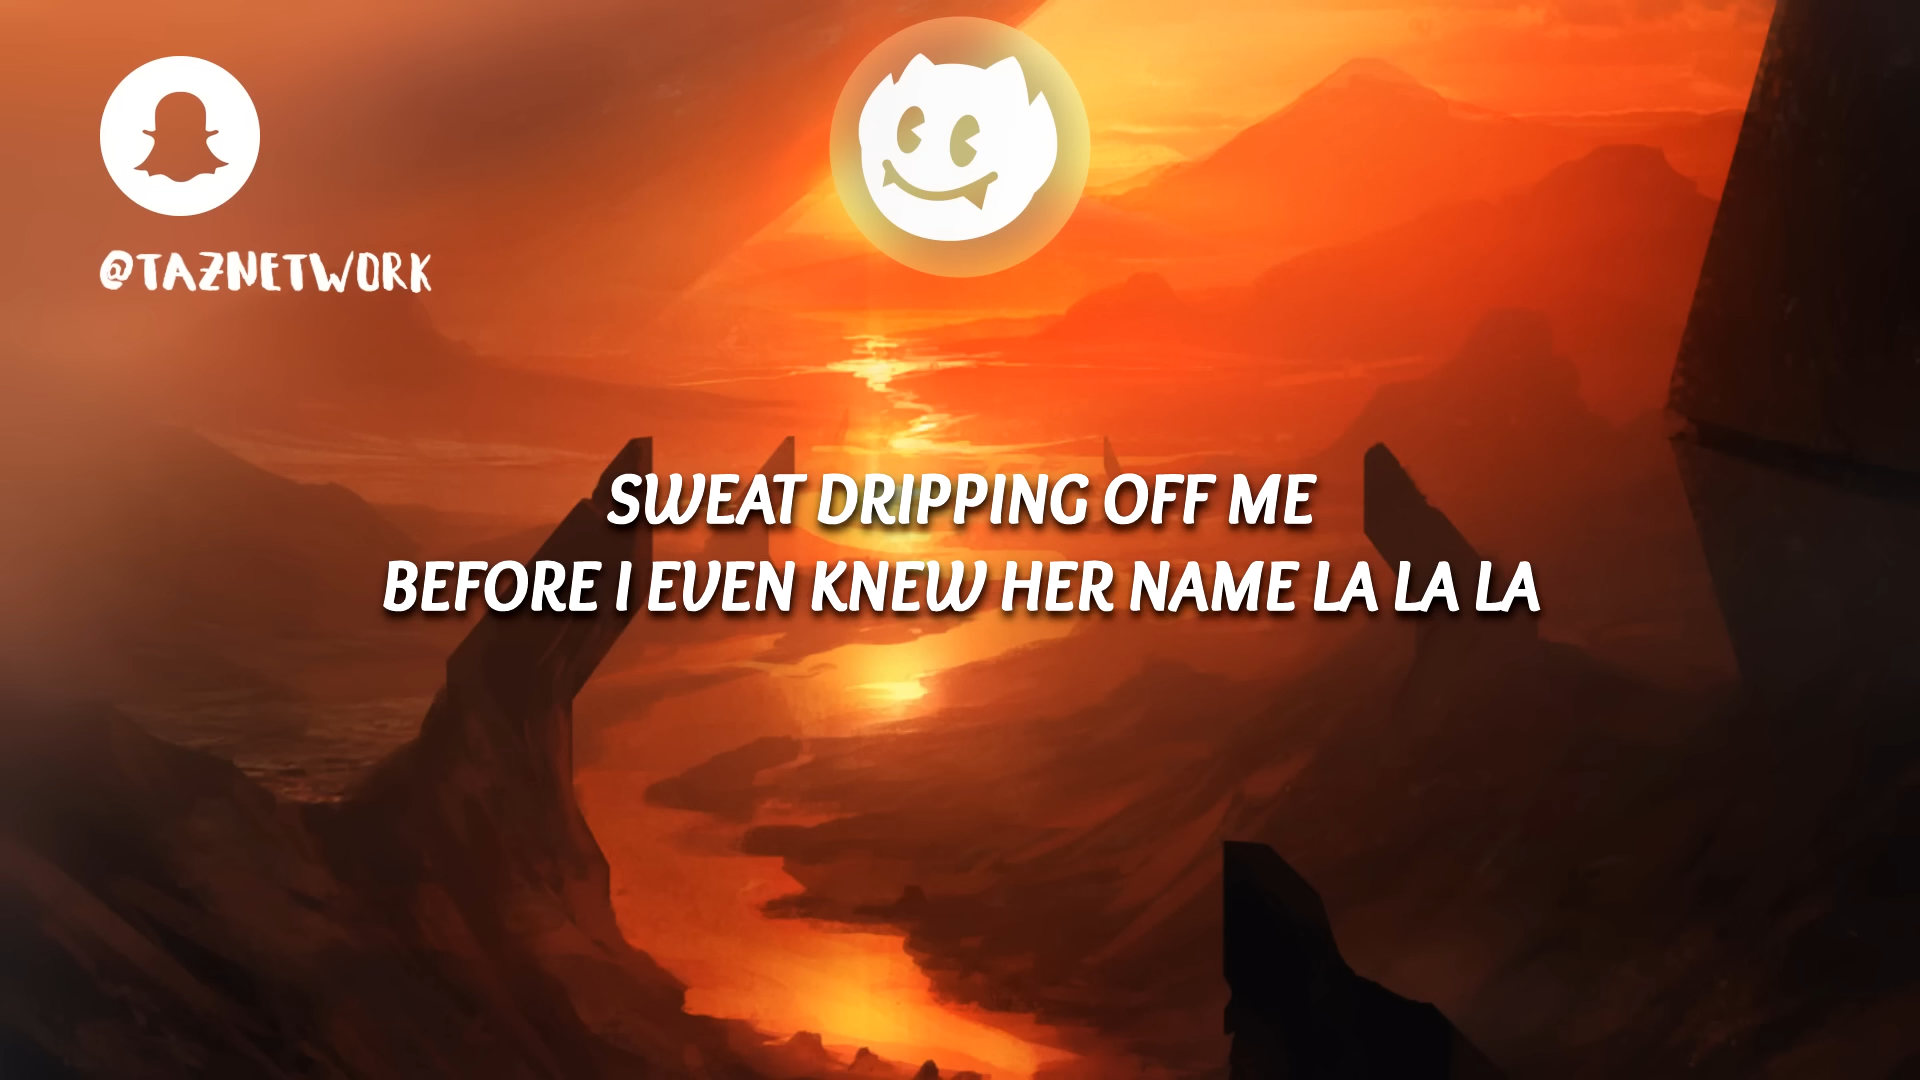 @TAZNETWORK
SWEAT DRIPPING OFF ME
BEFORE I EVEN KNEW HER NAME LA LA LA